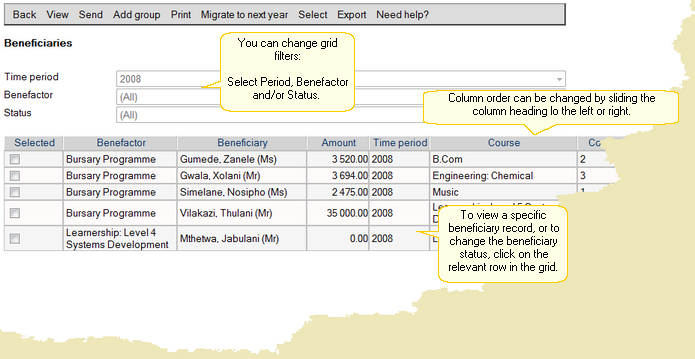 Back View Send Add group Print Migrate to next year Select Export Need help?
Beneficiaries
You can change grid
filters:
Select Period, Benefactor
and/or Status.
Time period 2008
Benefactor (All)
Status (All)
Column order can be changed by sliding the
column heading lo the left or right.
Selected Benefactor Beneficiary Amount Time period Course Co
Bursary Programme Gumede, Zanele (Ms) 3 520.00 2008 B.Com 2
Bursary Programme Gwala, Xolani (Mr) 3 694.00 2008 Engineering: Chemical 3
Bursary Programme Simelane, Nosipho (Ms) 2 475.00 2008 Music 1
Bursary Programme Vilakazi, Thulani (Mr) 35 000.00 2008
Learnership: Level 4
Systems Development Mthetwa, Jabulani (Mr) 0.00 2008
To view a specific
beneficiary record, or to
change the beneficiary
status, click on the
relevant row in the grid.